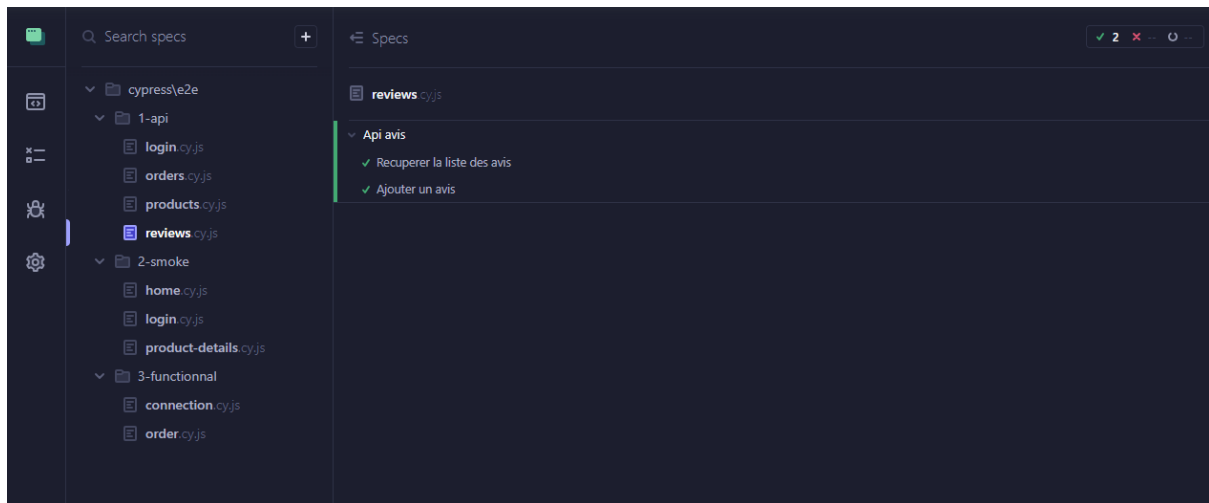 Search specs
+
Specs
2 -- --
cypress\e2e
1-api
login.cy.js
orders.cy.js
products.cy.js
reviews.cy.js
2-smoke
home.cy.js
login.cy.js
product-details.cy.js
3-functionnal
connection.cy.js
order.cy.js
reviews.cy.js
Api avis
Recuperer la liste des avis
Ajouter un avis